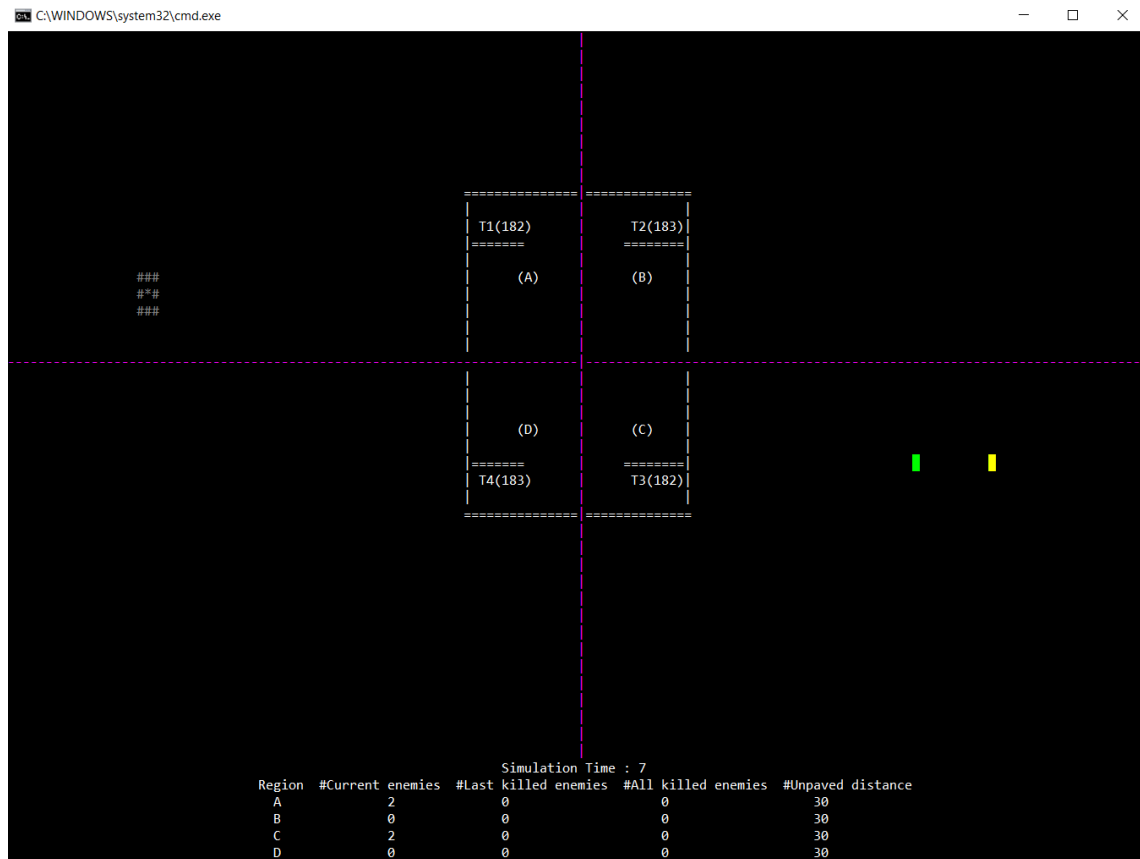 C:\WINDOWS\system32\cmd.exe
T1(182) T2(183)
(A) (B)
###
#*#
###
(D) (C)
T4(183) T3(182)
Simulation Time : 7
Region #Current enemies #Last killed enemies #All killed enemies #Unpaved distance
A 2 0 0 30
B 0 0 0 30
C 2 0 0 30
D 0 0 0 30